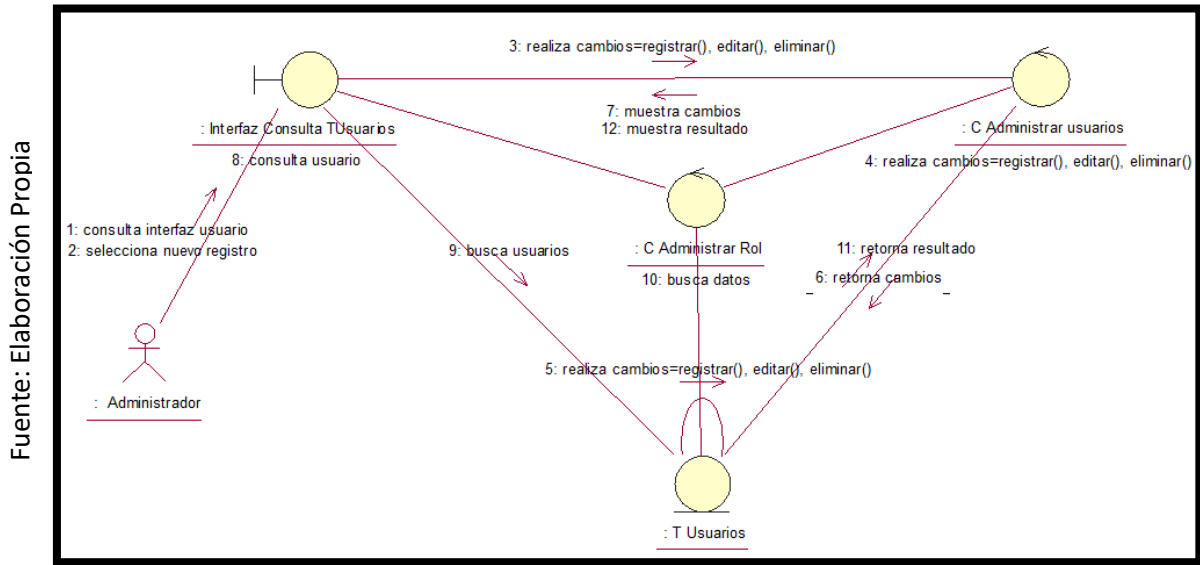 Fuente: Elaboración Propia
3: realiza cambios=registrar(), editar(), eliminar()
7: muestra cambios
12: muestra resultado
: Interfaz Consulta TUsuarios
: C Administrar usuarios
8: consulta usuario
4: realiza cambios=registrar(), editar(), eliminar()
1: consulta interfaz usuario
2: selecciona nuevo registro
9: busca usuarios
: C Administrar Rol
11: retorna resultado
10: busca datos
6: retorna cambios
5: realiza cambios=registrar(), editar(), eliminar()
: Administrador
: T Usuarios